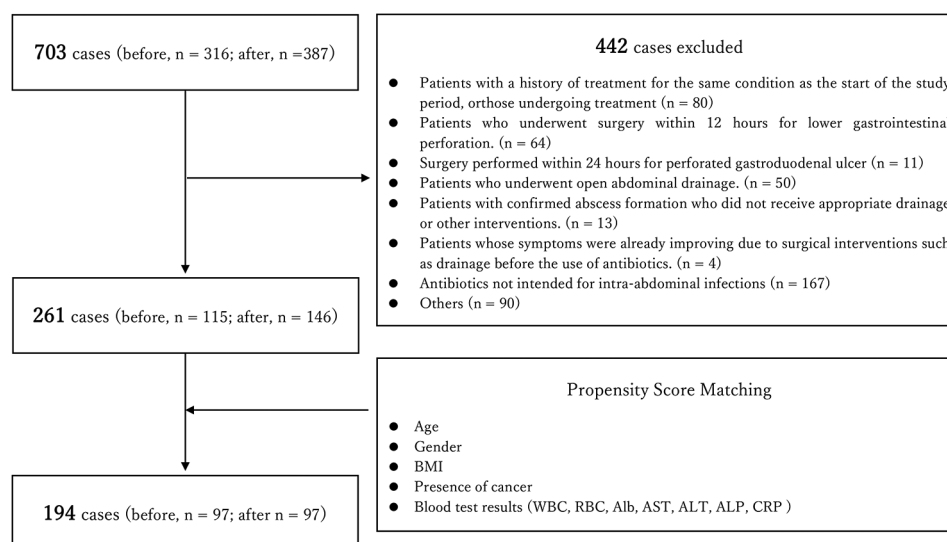 703 cases (before, n = 316; after, n =387)
442 cases excluded
● Patients with a history of treatment for the same condition as the start of the study
period, orthose undergoing treatment (n = 80)
● Patients who underwent surgery within 12 hours for lower gastrointestinal
perforation. (n = 64)
● Surgery performed within 24 hours for perforated gastroduodenal ulcer (n = 11)
● Patients who underwent open abdominal drainage. (n = 50)
● Patients with confirmed abscess formation who did not receive appropriate drainage
or other interventions. (n = 13)
● Patients whose symptoms were already improving due to surgical interventions such
as drainage before the use of antibiotics. (n = 4)
● Antibiotics not intended for intra-abdominal infections (n = 167)
● Others (n = 90)
261 cases (before, n = 115; after, n = 146)
Propensity Score Matching
● Age
● Gender
● BMI
● Presence of cancer
● Blood test results (WBC, RBC, Alb, AST, ALT, ALP, CRP )
194 cases (before, n = 97; after n = 97)